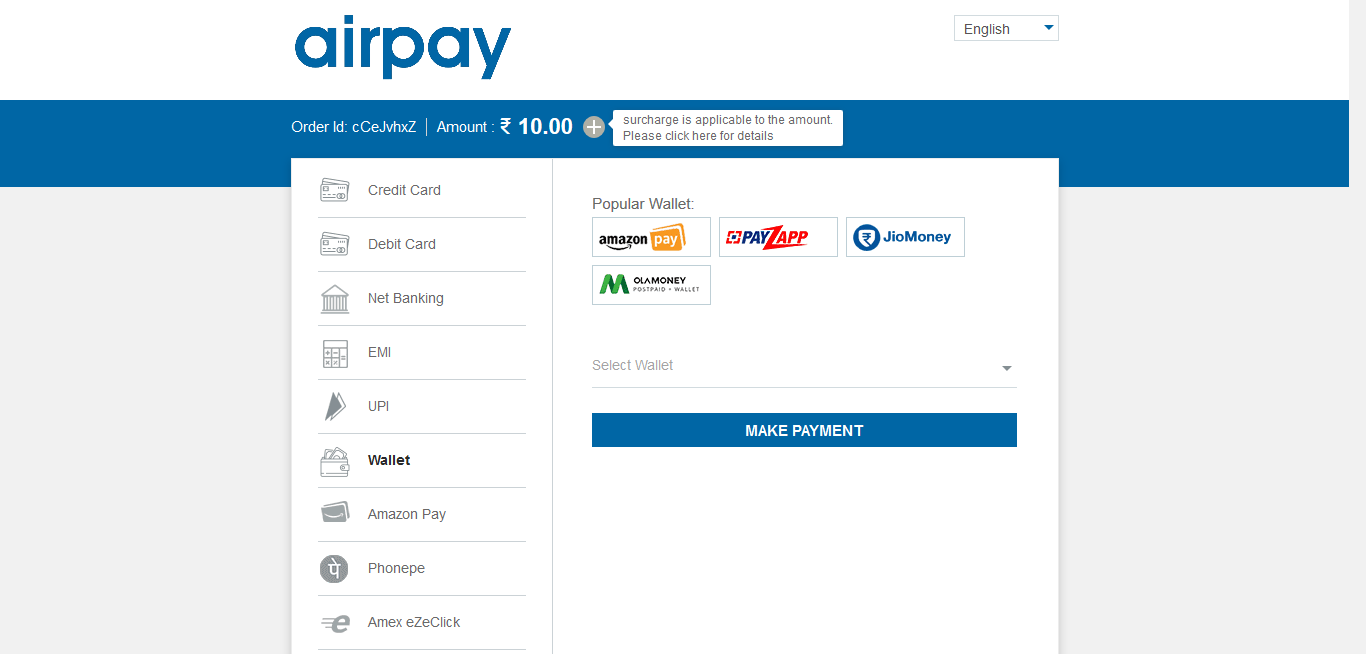 airpay
English
Order Id: cCeJvhxZ | Amount : ₹ 10.00
surcharge is applicable to the amount.
Please click here for details
Credit Card
Debit Card
Net Banking
EMI
UPI
Wallet
Amazon Pay
पे
Phonepe
Amex eZeClick
Popular Wallet:
amazon pay
PAYZAPP
JioMoney
OLAMONEY
POSTPAID + WALLET
Select Wallet
MAKE PAYMENT